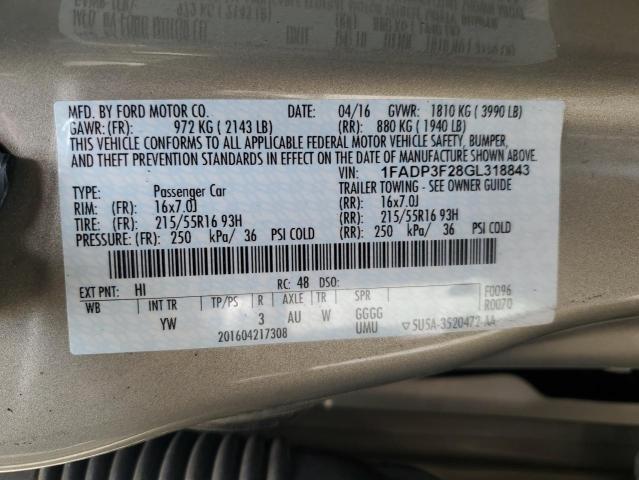 MFD. BY FORD MOTOR CO. DATE: 04/16 GVWR: 1810 KG ( 3990 LB)
GAWR: (FR): 972 KG ( 2143 LB) (RR): 880 KG ( 1940 LB)
THIS VEHICLE CONFORMS TO ALL APPLICABLE FEDERAL MOTOR VEHICLE SAFETY, BUMPER,
AND THEFT PREVENTION STANDARDS IN EFFECT ON THE DATE OF MANUFACTURE SHOWN ABOVE.
VIN: 1FADP3F28GL318843
TYPE: Passenger Car TRAILER TOWING - SEE OWNER GUIDE
RIM: (FR): 16x7.0J (RR): 16x7.0J
TIRE: (FR): 215/55R16 93H (RR): 215/55R16 93H
PRESSURE: (FR): 250 kPa/ 36 PSI COLD (RR): 250 kPa/ 36 PSI COLD
EXT PNT: HI RC: 48 DSO: F0096
WB INT TR TP/PS R AXLE TR SPR R0070
YW 3 AU W GGGG
UMU
201604217308 5U5A-3520472-AA